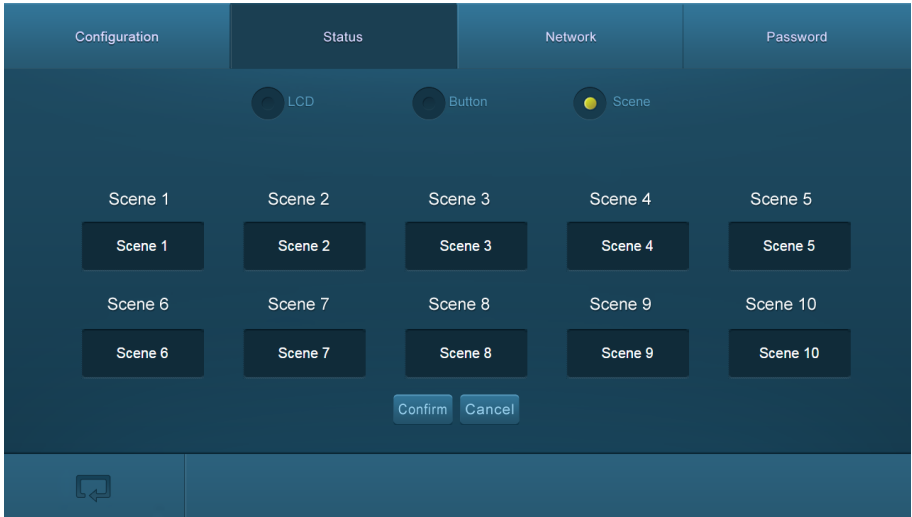 Configuration Status Network Password
LCD Button Scene
Scene 1 Scene 2 Scene 3 Scene 4 Scene 5
Scene 1 Scene 2 Scene 3 Scene 4 Scene 5
Scene 6 Scene 7 Scene 8 Scene 9 Scene 10
Scene 6 Scene 7 Scene 8 Scene 9 Scene 10
Confirm Cancel